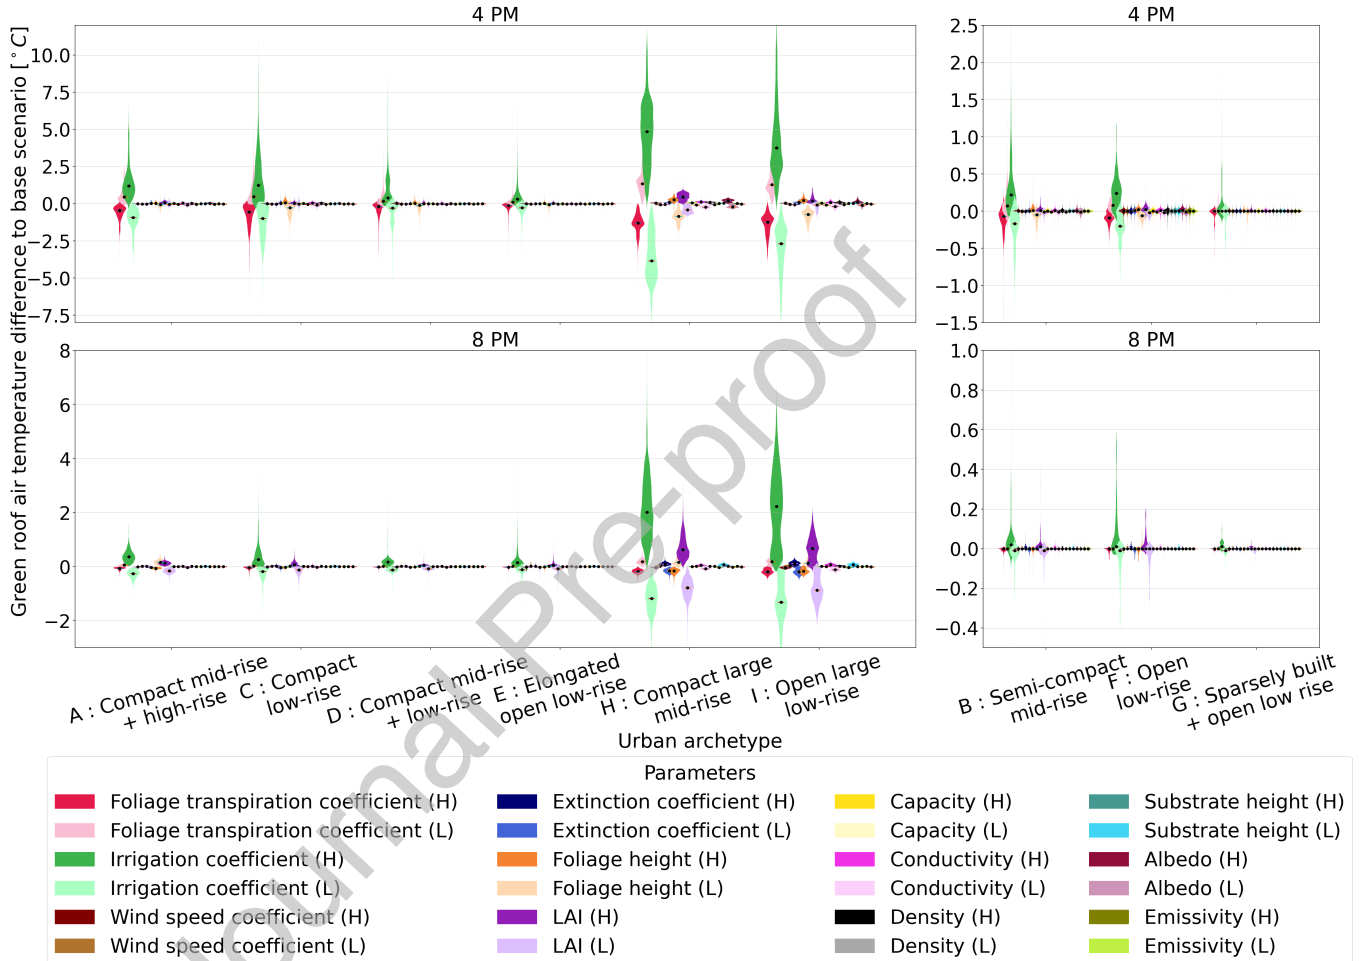 4 PM
4 PM
Green roof air temperature difference to base scenario [°C]
10.0
7.5
5.0
2.5
0.0
−2.5
−5.0
−7.5
2.5
2.0
1.5
1.0
0.5
0.0
−0.5
−1.0
−1.5
8 PM
8 PM
8
6
4
2
0
−2
1.0
0.8
0.6
0.4
0.2
0.0
−0.2
−0.4
A : Compact mid-rise
+ high-rise
C : Compact
low-rise
D : Compact mid-rise
+ low-rise
E : Elongated
open low-rise
H : Compact large
mid-rise
I : Open large
low-rise
B : Semi-compact
mid-rise
F : Open
low-rise
G : Sparsely built
+ open low rise
Urban archetype
Parameters
Foliage transpiration coefficient (H)
Foliage transpiration coefficient (L)
Irrigation coefficient (H)
Irrigation coefficient (L)
Wind speed coefficient (H)
Wind speed coefficient (L)
Extinction coefficient (H)
Extinction coefficient (L)
Foliage height (H)
Foliage height (L)
LAI (H)
LAI (L)
Capacity (H)
Capacity (L)
Conductivity (H)
Conductivity (L)
Density (H)
Density (L)
Substrate height (H)
Substrate height (L)
Albedo (H)
Albedo (L)
Emissivity (H)
Emissivity (L)
Journal Pre-proof